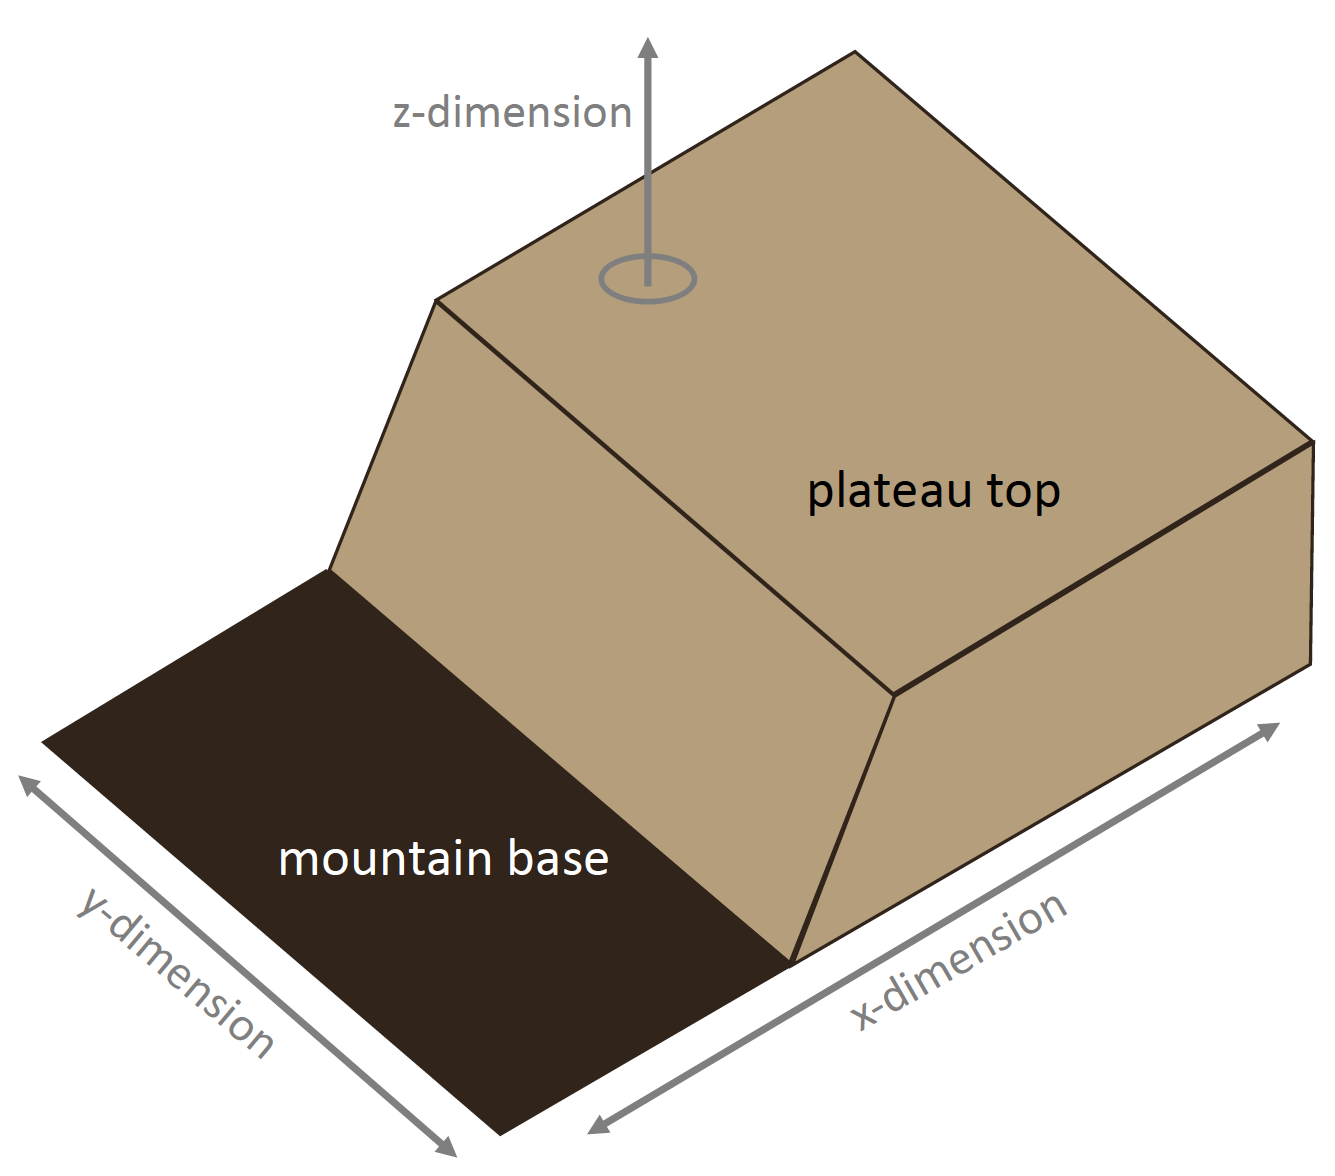 z-dimension
plateau top
mountain base
y-dimension
x-dimension